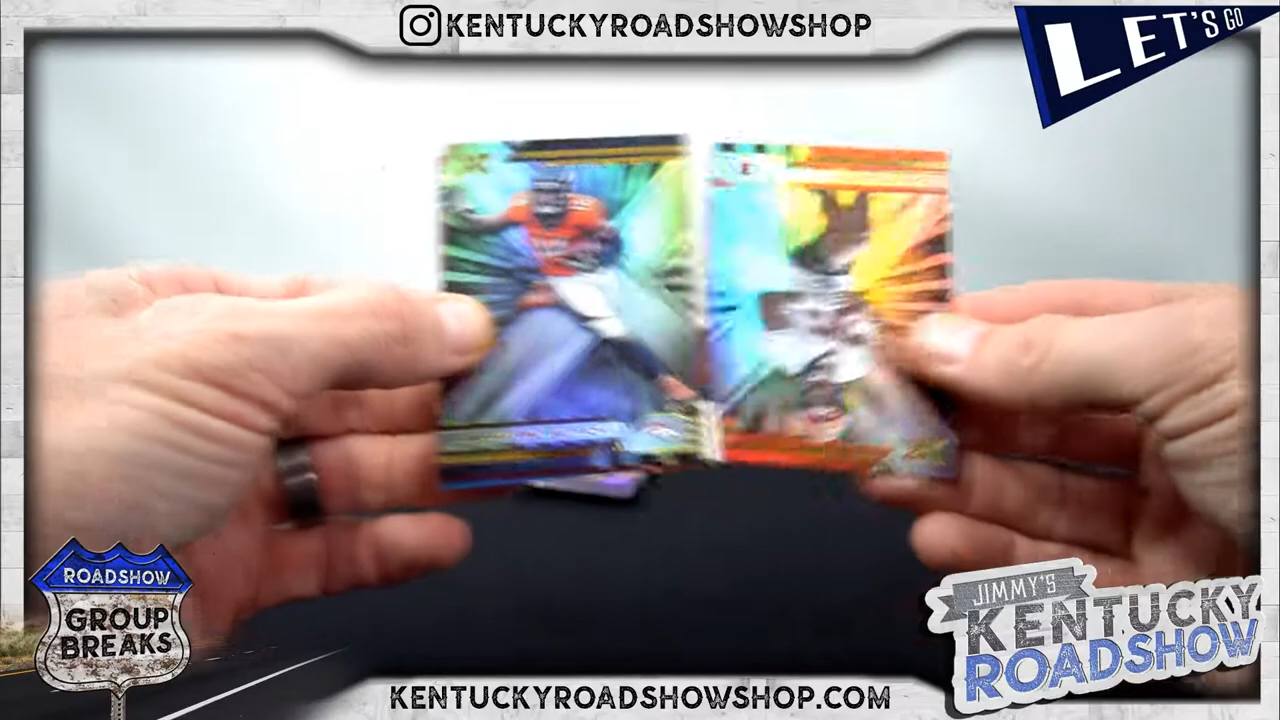 KENTUCKYROADSHOWSHOP
LET'S GO
ROADSHOW
GROUP
BREAKS
JIMMY'S
KENTUCKY
ROADSHOW
KENTUCKYROADSHOWSHOP.COM